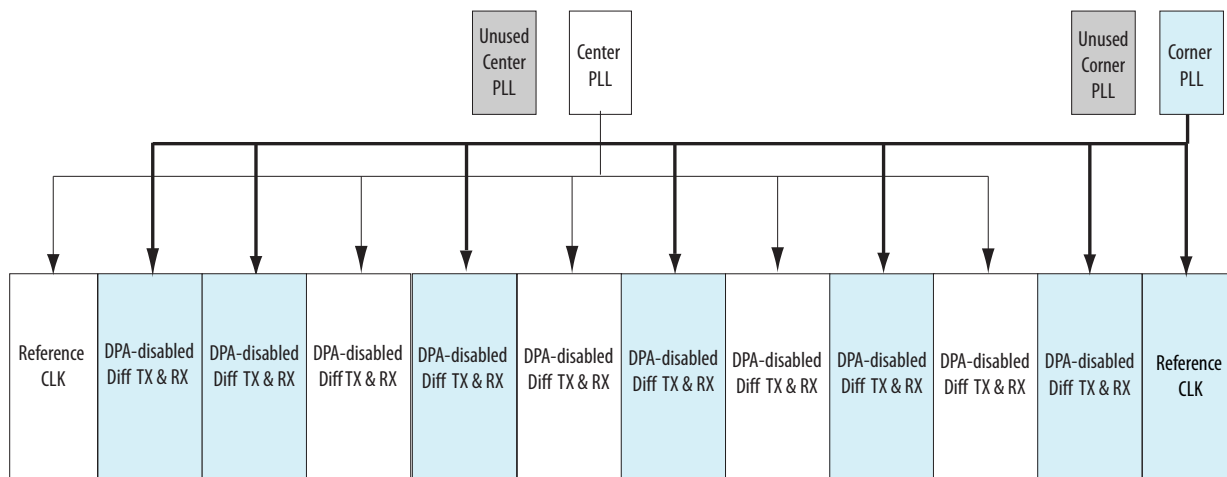 Unused
Center
PLL
Center
PLL
Unused
Corner
PLL
Corner
PLL
Reference
CLK
DPA-disabled
Diff TX & RX
DPA-disabled
Diff TX & RX
DPA-disabled
Diff TX & RX
DPA-disabled
Diff TX & RX
DPA-disabled
Diff TX & RX
DPA-disabled
Diff TX & RX
DPA-disabled
Diff TX & RX
DPA-disabled
Diff TX & RX
DPA-disabled
Diff TX & RX
DPA-disabled
Diff TX & RX
Reference
CLK